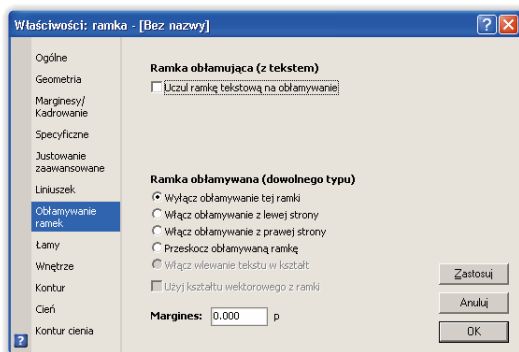 Właściwości: ramka - [Bez nazwy]
Ogólne
Geometria
Marginesy/
Kadrowanie
Specyficzne
Justowanie
zaawansowane
Liniuszek
Obłamywanie
ramek
Łamy
Wnętrze
Kontur
Cień
Kontur cienia
Ramka obłamująca (z tekstem)
Uczul ramkę tekstową na obłamywanie
Ramka obłamywana (dowolnego typu)
Wyłącz obłamywanie tej ramki
Włącz obłamywanie z lewej strony
Włącz obłamywanie z prawej strony
Przeskocz obłamywaną ramkę
Włącz wlewanie tekstu w kształt
Użyj kształtu wektorowego z ramki
Margines: 0.000 p
Zastosuj
Anuluj
OK